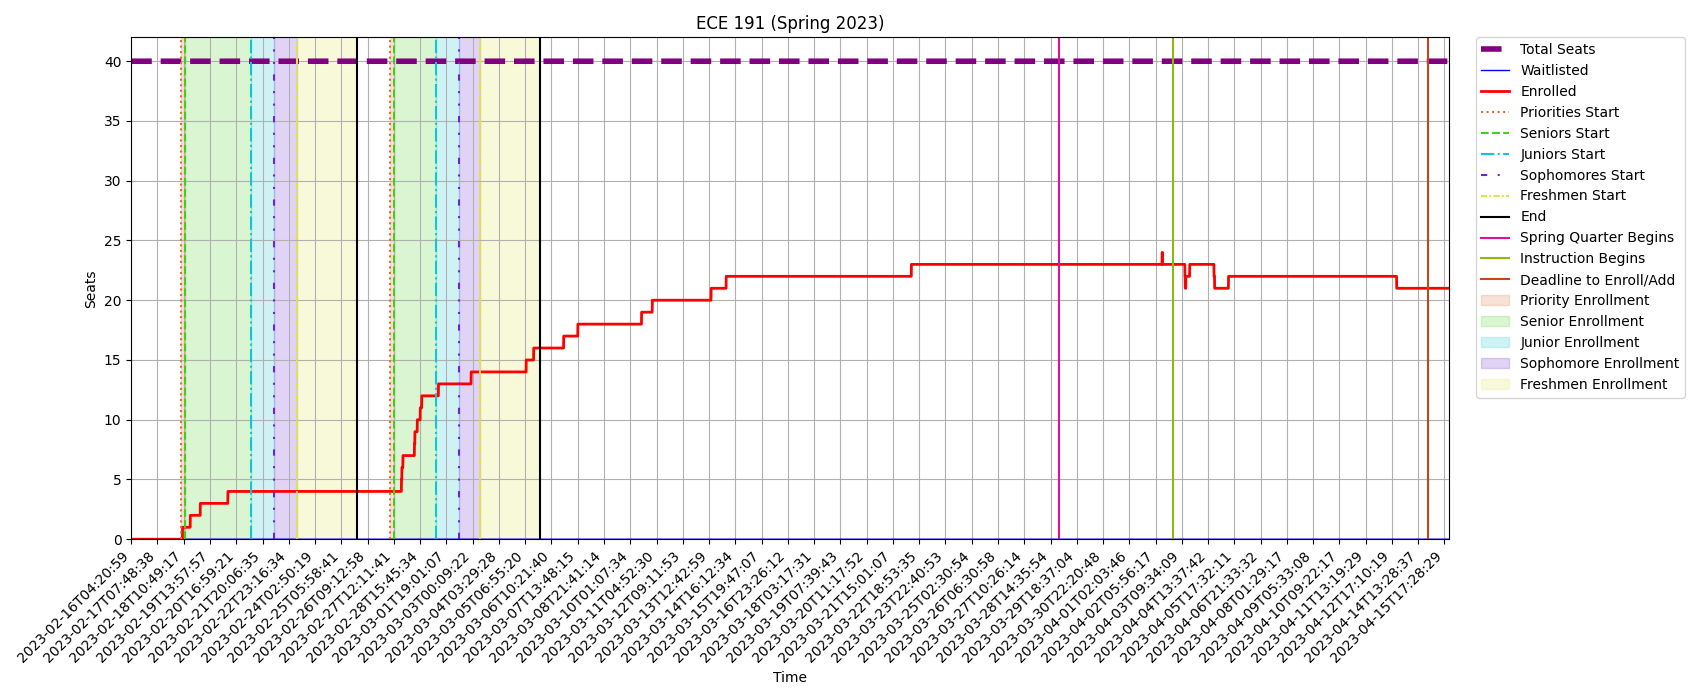 ECE 191 (Spring 2023)
40
35
30
25
20
15
10
5
0
Seats
2023-02-16T04:20:59
2023-02-17T07:48:38
2023-02-18T10:49:17
2023-02-19T13:57:57
2023-02-20T16:59:21
2023-02-21T20:06:35
2023-02-22T23:16:34
2023-02-24T02:50:19
2023-02-25T05:58:41
2023-02-26T09:12:58
2023-02-27T12:11:41
2023-02-28T15:45:34
2023-03-01T19:01:07
2023-03-03T00:09:22
2023-03-04T03:29:28
2023-03-05T06:55:20
2023-03-06T10:21:40
2023-03-07T13:48:15
2023-03-08T21:41:14
2023-03-10T01:07:34
2023-03-11T04:52:30
2023-03-12T09:11:53
2023-03-13T12:42:59
2023-03-14T16:12:34
2023-03-15T19:47:07
2023-03-16T23:26:12
2023-03-18T03:17:31
2023-03-19T07:39:43
2023-03-20T11:17:52
2023-03-21T15:01:07
2023-03-22T18:53:35
2023-03-23T22:40:53
2023-03-25T02:30:54
2023-03-26T06:30:58
2023-03-27T10:26:14
2023-03-28T14:35:54
2023-03-29T18:37:04
2023-03-30T22:20:48
2023-04-01T02:03:46
2023-04-02T05:56:17
2023-04-03T09:34:09
2023-04-04T13:37:42
2023-04-05T17:32:11
2023-04-06T21:33:32
2023-04-08T01:29:17
2023-04-09T05:33:08
2023-04-10T09:22:17
2023-04-11T13:19:29
2023-04-12T17:10:19
2023-04-14T13:28:37
2023-04-15T17:28:29
Time
Total Seats
Waitlisted
Enrolled
Priorities Start
Seniors Start
Juniors Start
Sophomores Start
Freshmen Start
End
Spring Quarter Begins
Instruction Begins
Deadline to Enroll/Add
Priority Enrollment
Senior Enrollment
Junior Enrollment
Sophomore Enrollment
Freshmen Enrollment